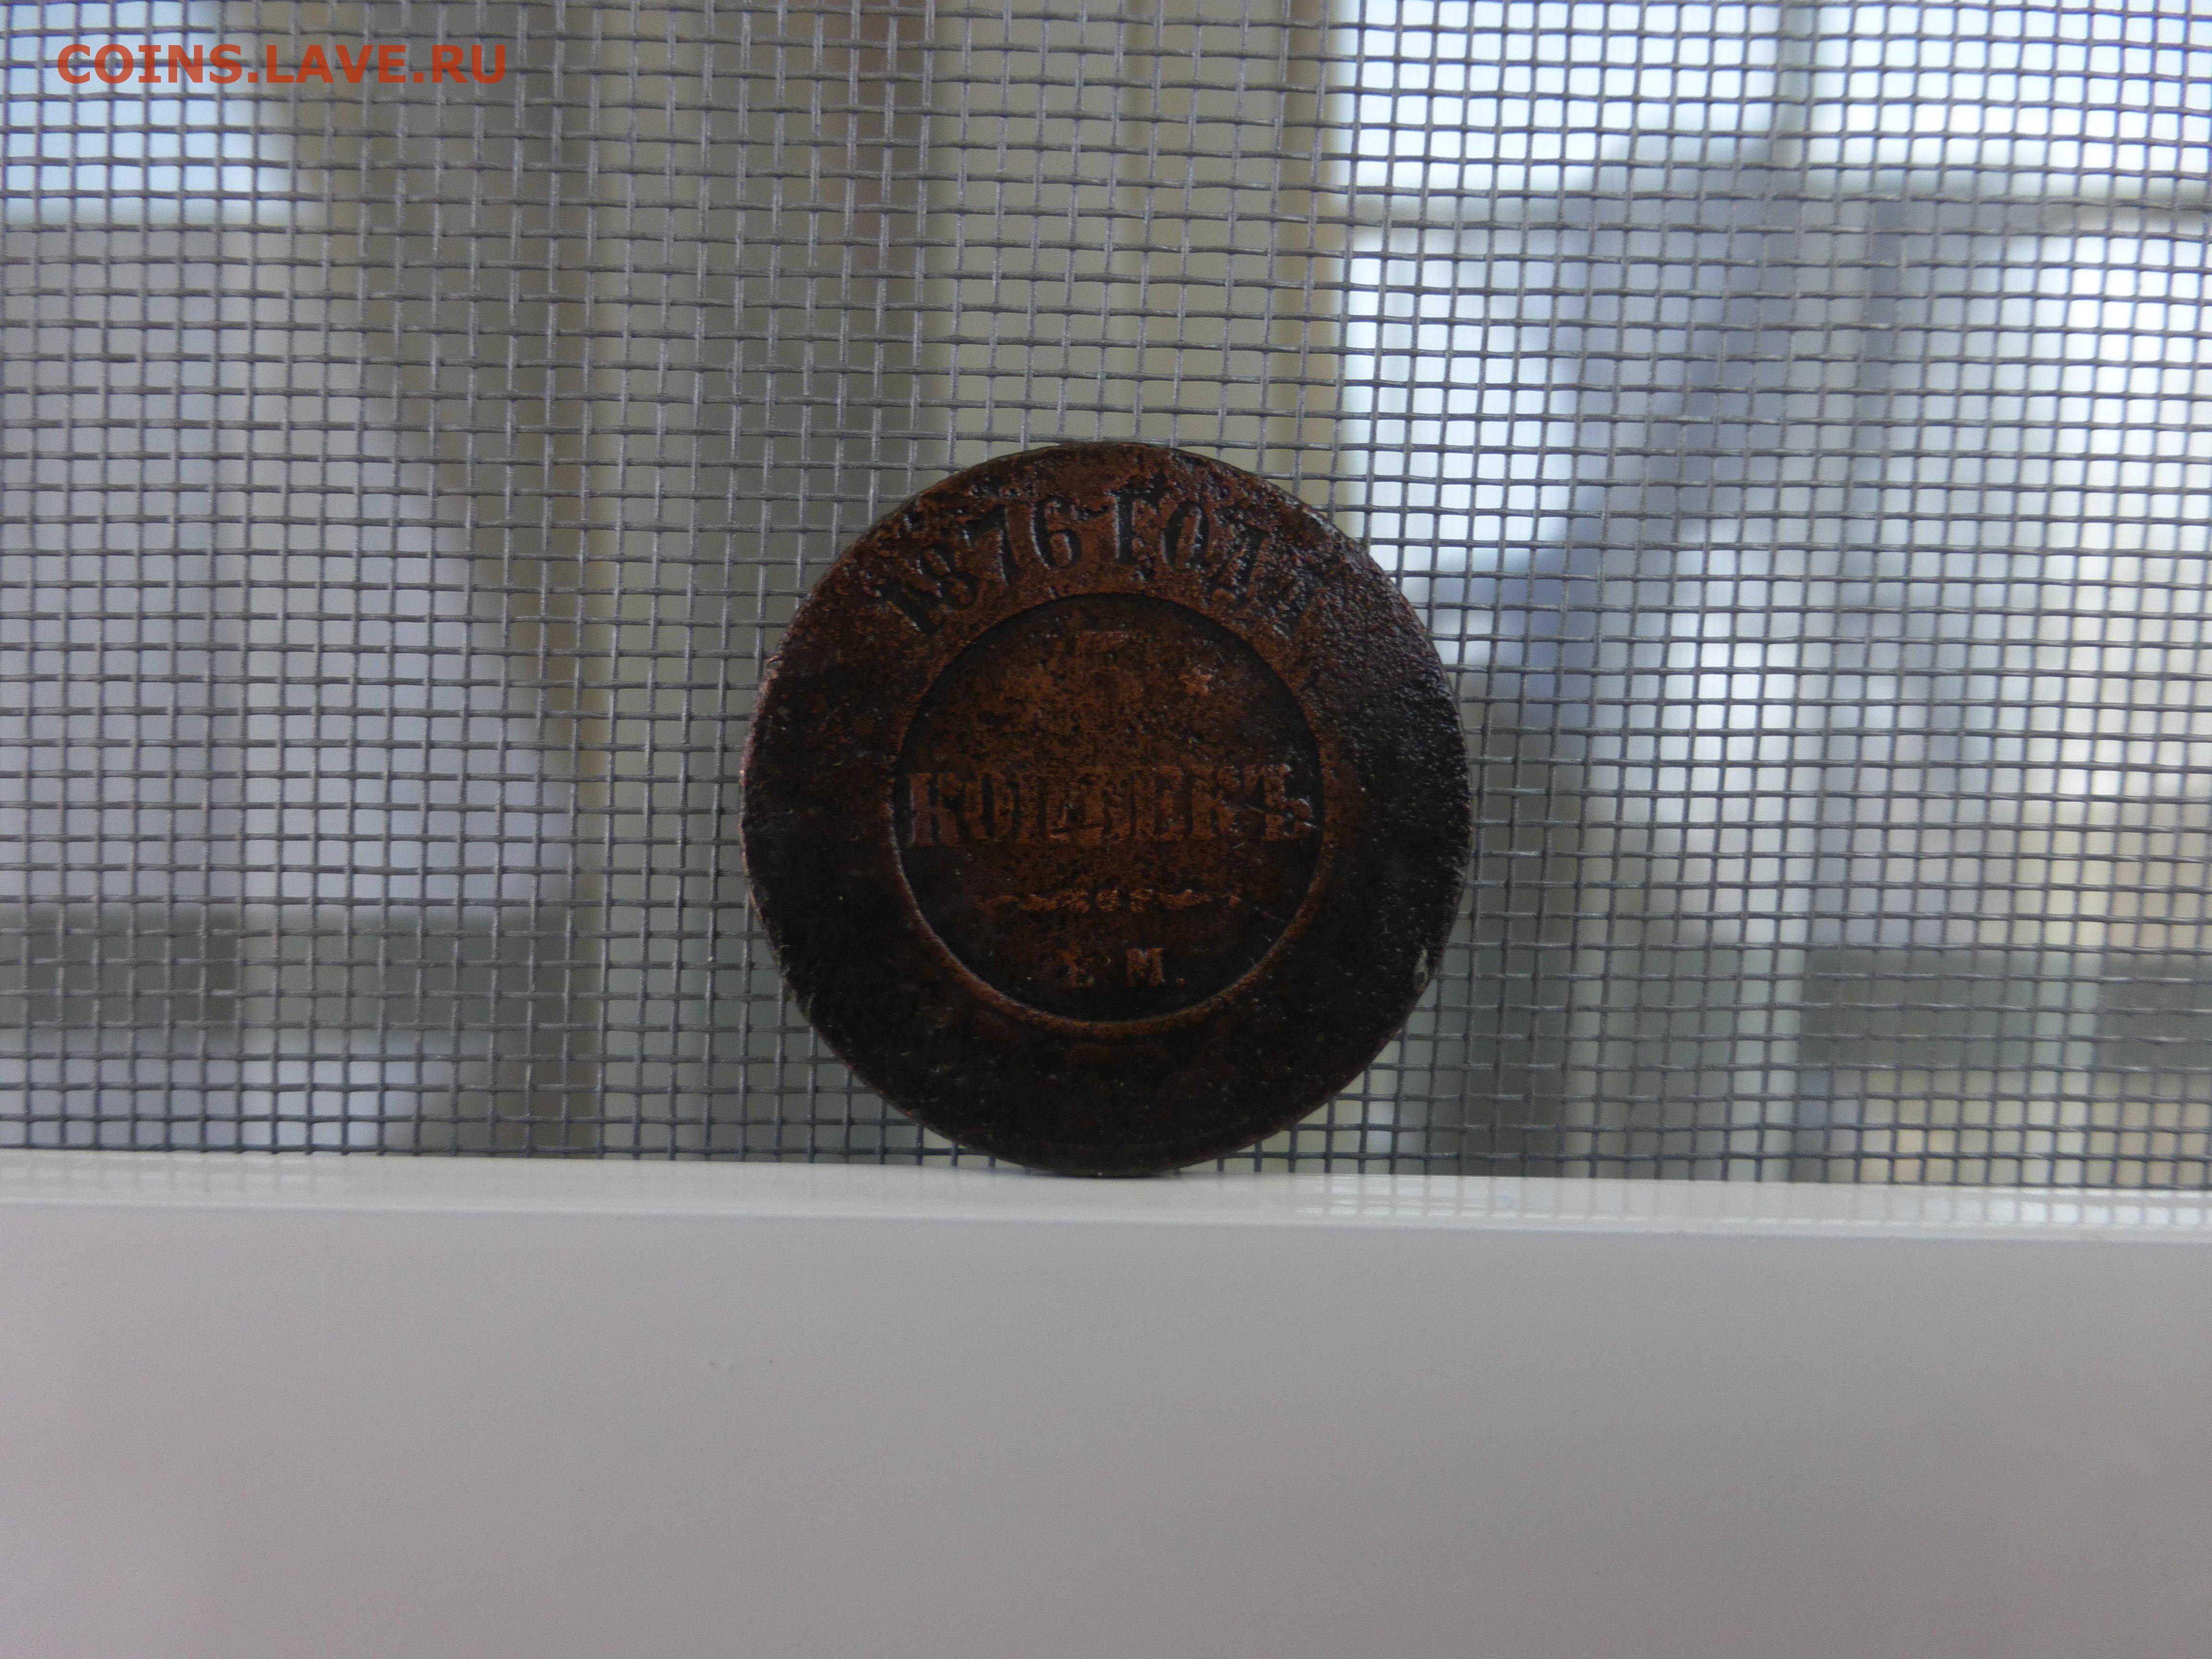 COINS.LAVE.RU
1876 ГОДА
5
КОПѢЕКЪ
Е.М.